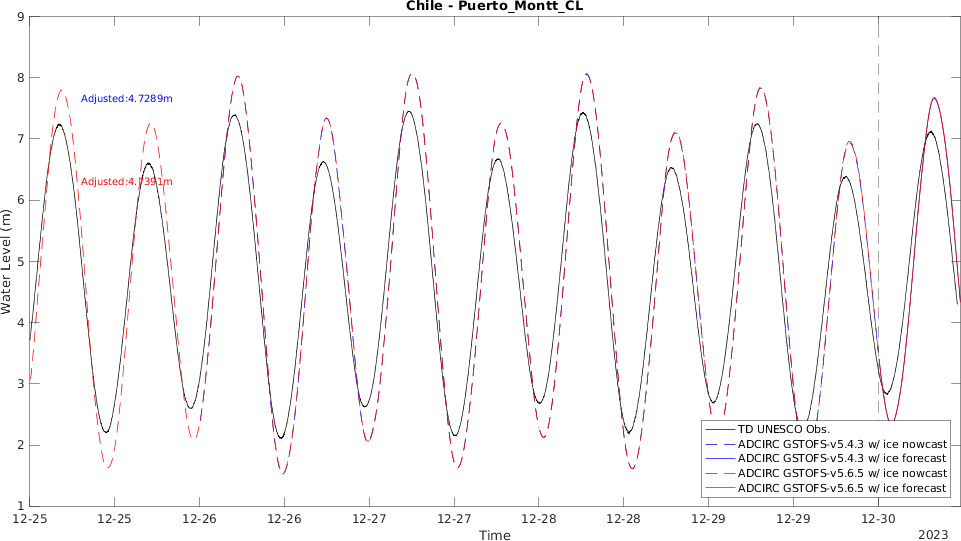 Chile - Puerto_Montt_CL
9
8
7
6
5
4
3
2
1
Water Level (m)
Adjusted:4.7289m
Adjusted:4.7391m
TD UNESCO Obs.
ADCIRC GSTOFS-v5.4.3 w/ ice nowcast
ADCIRC GSTOFS-v5.4.3 w/ ice forecast
ADCIRC GSTOFS-v5.6.5 w/ ice nowcast
ADCIRC GSTOFS-v5.6.5 w/ ice forecast
12-25 12-25 12-26 12-26 12-27 12-27 12-28 12-28 12-29 12-29 12-30
Time
2023